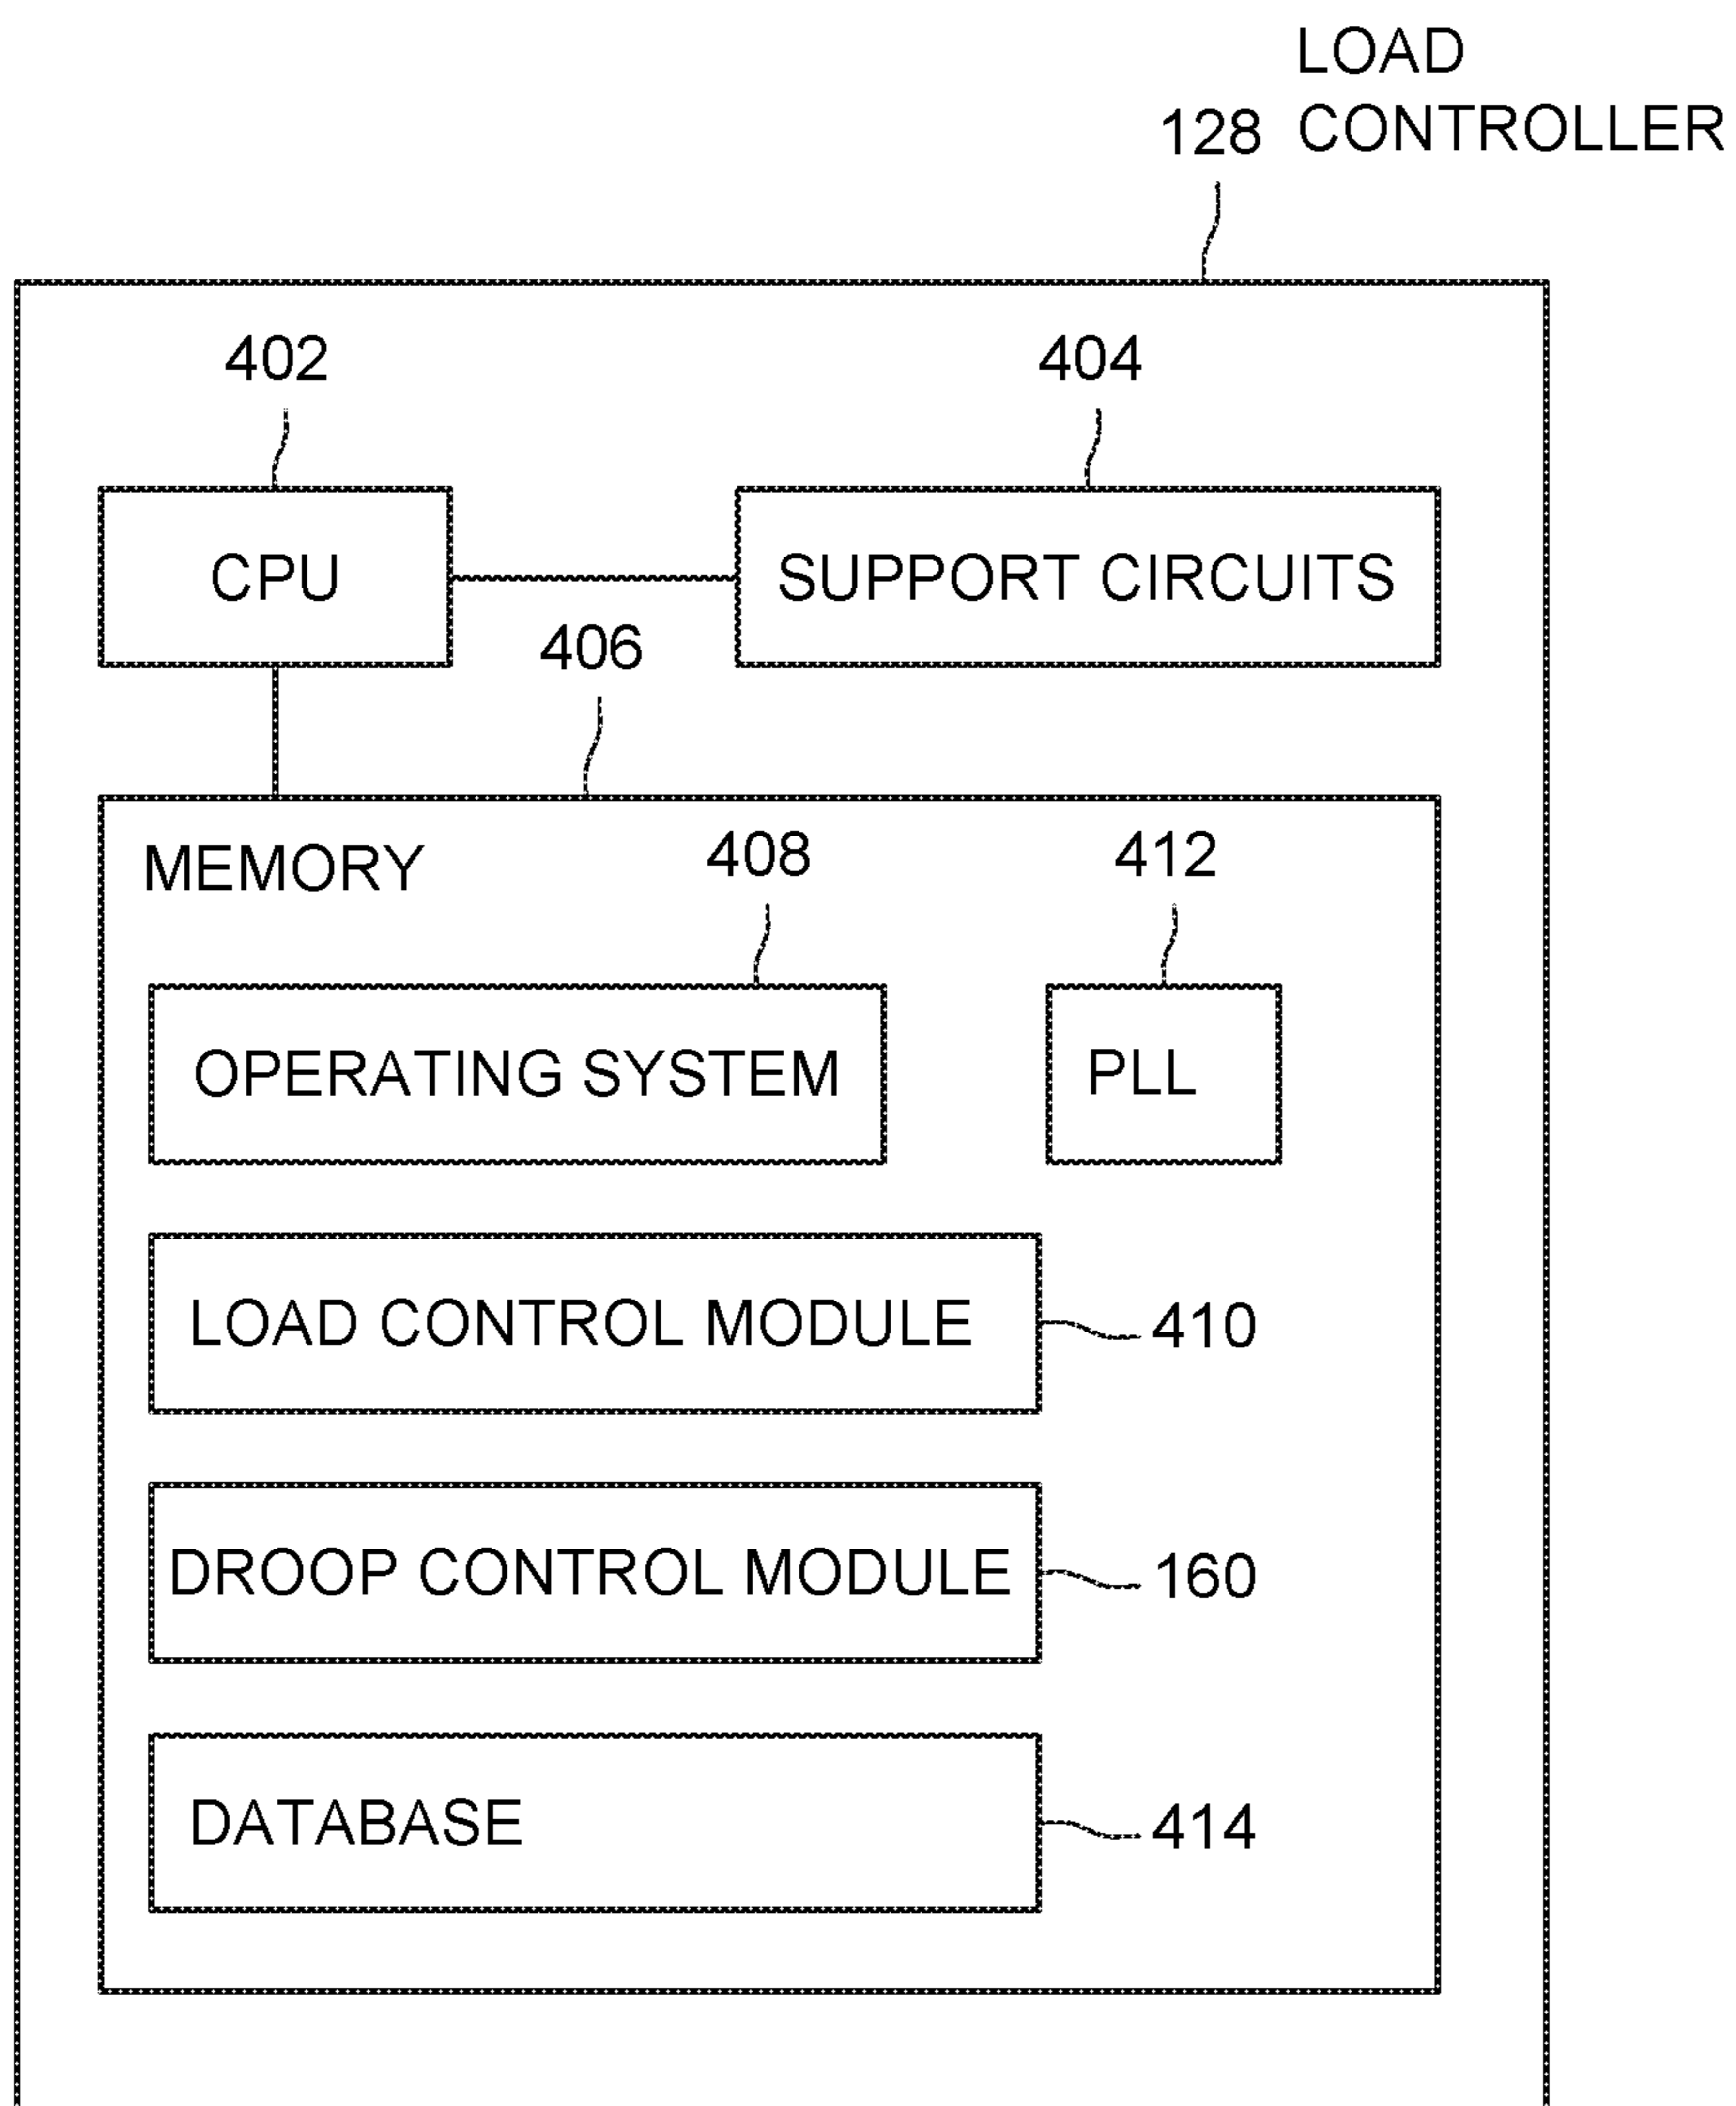 LOAD
128 CONTROLLER
402
404
CPU
SUPPORT CIRCUITS
406
MEMORY
408
412
OPERATING SYSTEM
PLL
LOAD CONTROL MODULE
410
DROOP CONTROL MODULE
160
DATABASE
414